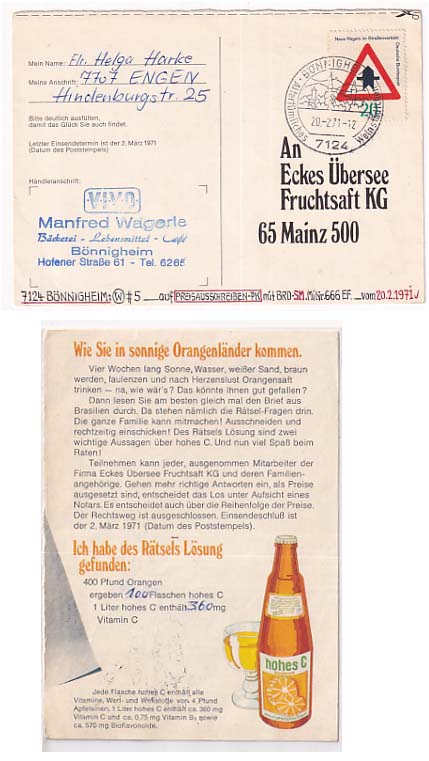 Mein Name: Frl. Helga Harke
Meine Anschrift: 7707 ENGEN
Hindenburgstr. 25
Bitte deutlich ausfüllen,
damit das Glück Sie auch findet.
Letzter Einsendetermin ist der 2. März 1971
(Datum des Poststempels)
Händleranschrift:
VIVO
Manfred Wagerle
Bäckerei - Lebensmittel - Café
Bönnigheim
Hofener Straße 61 - Tel. 6265
Neue Regeln im Straßenverkehr
Deutsche Bundespost
20
BÖNNIGHEIM
20.-2.71-12
7124
An
Eckes Übersee
Fruchtsaft KG
65 Mainz 500
7124 BÖNNIGHEIM: W #5 __ auf PREISAUSSCHREIBEN-PK mit BRD-SM. MiNr. 666 EF. __ vom 20.2.1971
Wie Sie in sonnige Orangenländer kommen.
Vier Wochen lang Sonne, Wasser, weißer Sand, braun
werden, faulenzen und nach Herzenslust Orangensaft
trinken – na, wie wär's? Das könnte Ihnen gut gefallen?
Dann lesen Sie am besten gleich mal den Brief aus
Brasilien durch. Da stehen nämlich die Rätsel-Fragen drin.
Die ganze Familie kann mitmachen! Ausschneiden und
rechtzeitig einschicken! Des Rätsels Lösung sind zwei
wichtige Aussagen über hohes C. Und nun viel Spaß beim
Raten!
Teilnehmen kann jeder, ausgenommen Mitarbeiter der
Firma Eckes Übersee Fruchtsaft KG und deren Familien-
angehörige. Gehen mehr richtige Antworten ein, als Preise
ausgesetzt sind, entscheidet das Los unter Aufsicht eines
Notars. Es entscheidet auch über die Reihenfolge der Preise.
Der Rechtsweg ist ausgeschlossen. Einsendeschluß ist
der 2. März 1971 (Datum des Poststempels).
Ich habe des Rätsels Lösung
gefunden:
400 Pfund Orangen
ergeben 100 Flaschen hohes C
1 Liter hohes C enthält 360 mg
Vitamin C
hohes C
Jede Flasche hohes C enthält alle
Vitamine, Wert- und Wirkstoffe von 4 Pfund
Apfelsinen. 1 Liter hohes C enthält ca. 360 mg
Vitamin C und ca. 0,75 mg Vitamin B₁ sowie
ca. 570 mg Bioflavonoide.